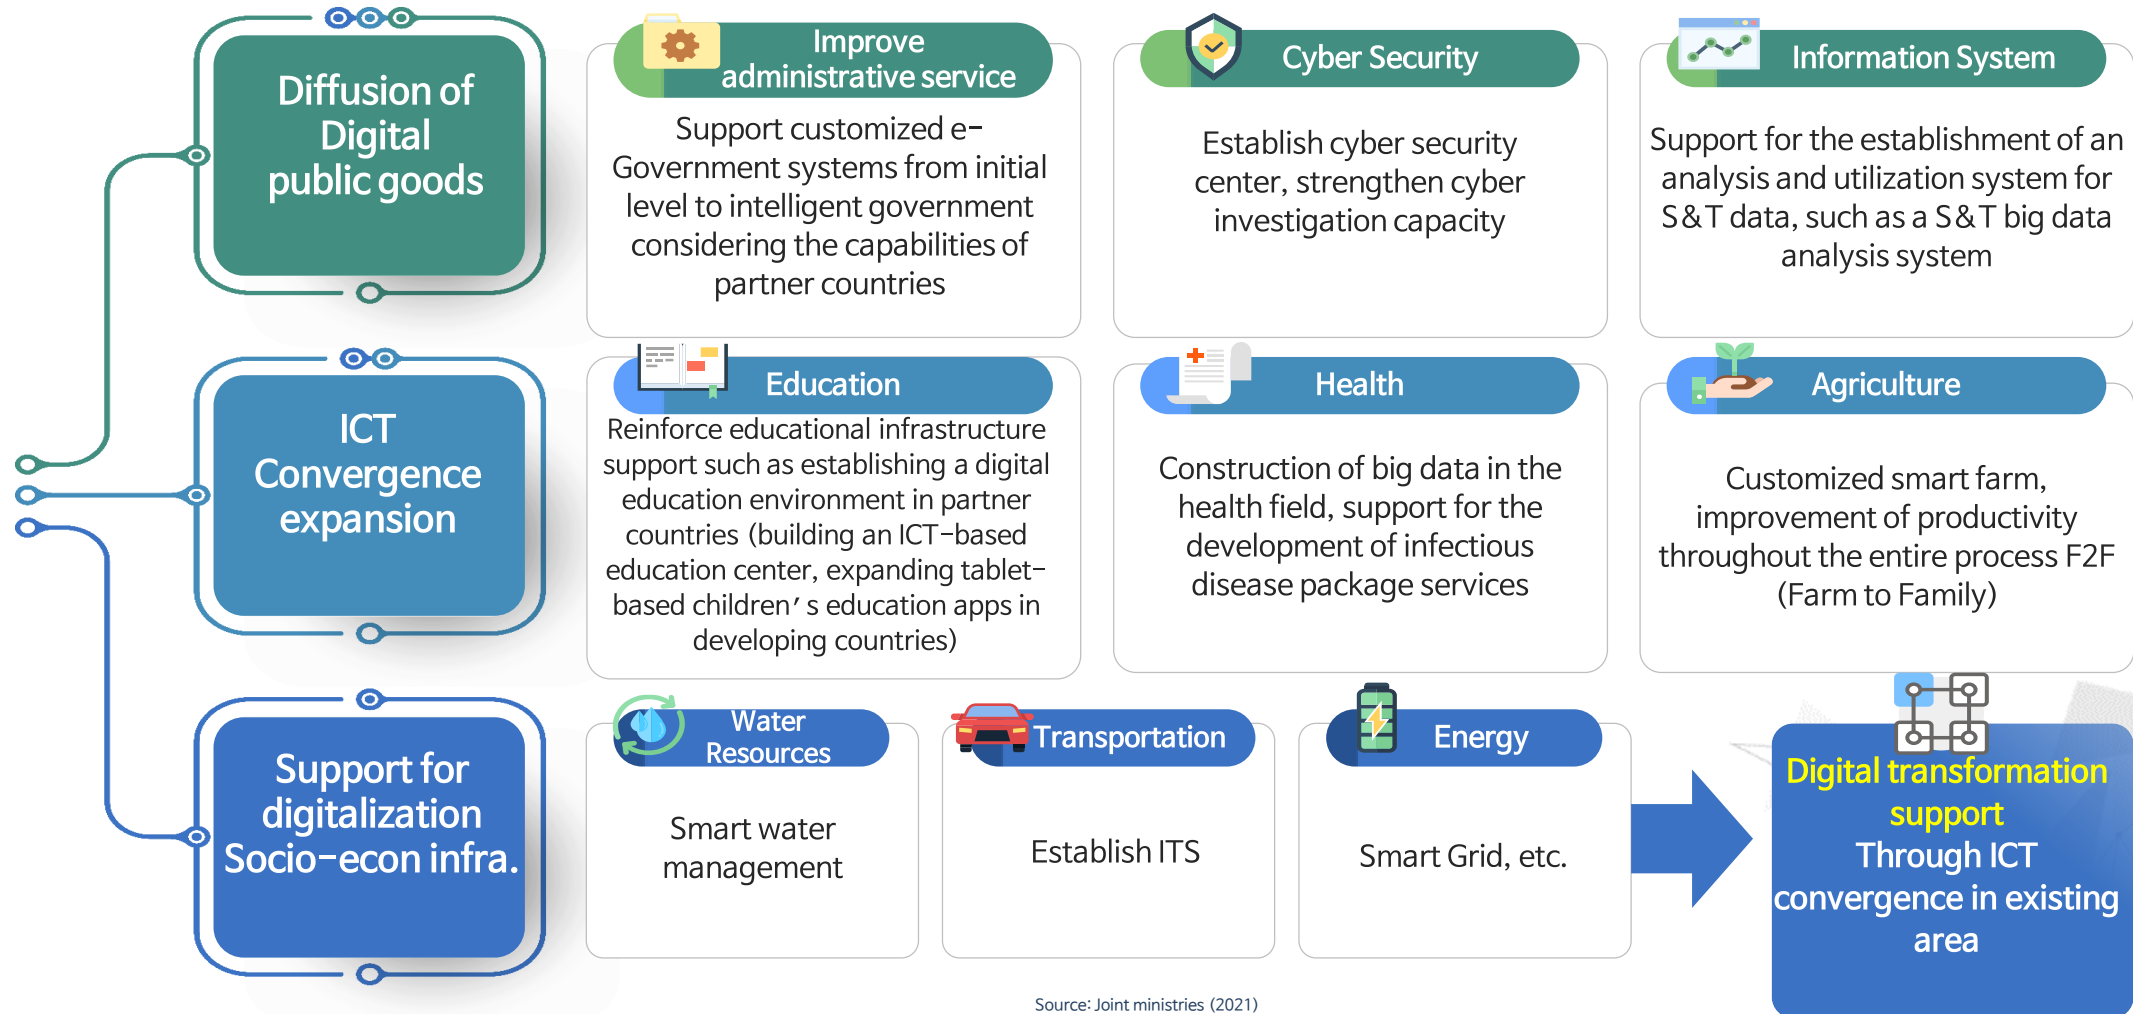 Diffusion of
Digital
public goods
Improve
administrative service
Support customized e-
Government systems from initial
level to intelligent government
considering the capabilities of
partner countries
Cyber Security
Establish cyber security
center, strengthen cyber
investigation capacity
Information System
Support for the establishment of an
analysis and utilization system for
S&T data, such as a S&T big data
analysis system
ICT
Convergence
expansion
Education
Reinforce educational infrastructure
support such as establishing a digital
education environment in partner
countries (building an ICT-based
education center, expanding tablet-
based children's education apps in
developing countries)
Health
Construction of big data in the
health field, support for the
development of infectious
disease package services
Agriculture
Customized smart farm,
improvement of productivity
throughout the entire process F2F
(Farm to Family)
Support for
digitalization
Socio-econ infra.
Water
Resources
Smart water
management
Transportation
Establish ITS
Energy
Smart Grid, etc.
Digital transformation
support
Through ICT
convergence in existing
area
Source: Joint ministries (2021)